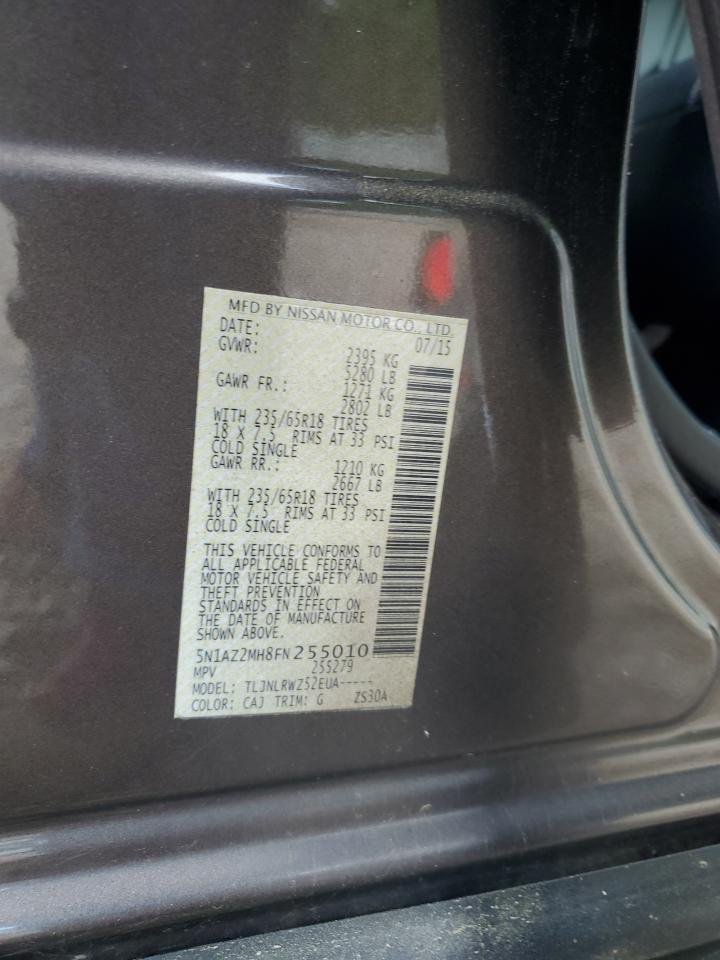 MFD BY NISSAN MOTOR CO., LTD.
DATE: 07/15
GVWR: 2395 KG
5280 LB
GAWR FR.: 1271 KG
2802 LB
WITH 235/65R18 TIRES
18 X 7.5 RIMS AT 33 PSI
COLD SINGLE
GAWR RR.: 1210 KG
2667 LB
WITH 235/65R18 TIRES
18 X 7.5 RIMS AT 33 PSI
COLD SINGLE
THIS VEHICLE CONFORMS TO
ALL APPLICABLE FEDERAL
MOTOR VEHICLE SAFETY AND
THEFT PREVENTION
STANDARDS IN EFFECT ON
THE DATE OF MANUFACTURE
SHOWN ABOVE.
5N1AZ2MH8FN255010
MPV 255279
MODEL: TLJNLRWZ52EUA-----
COLOR: CAJ TRIM: G ZS30A